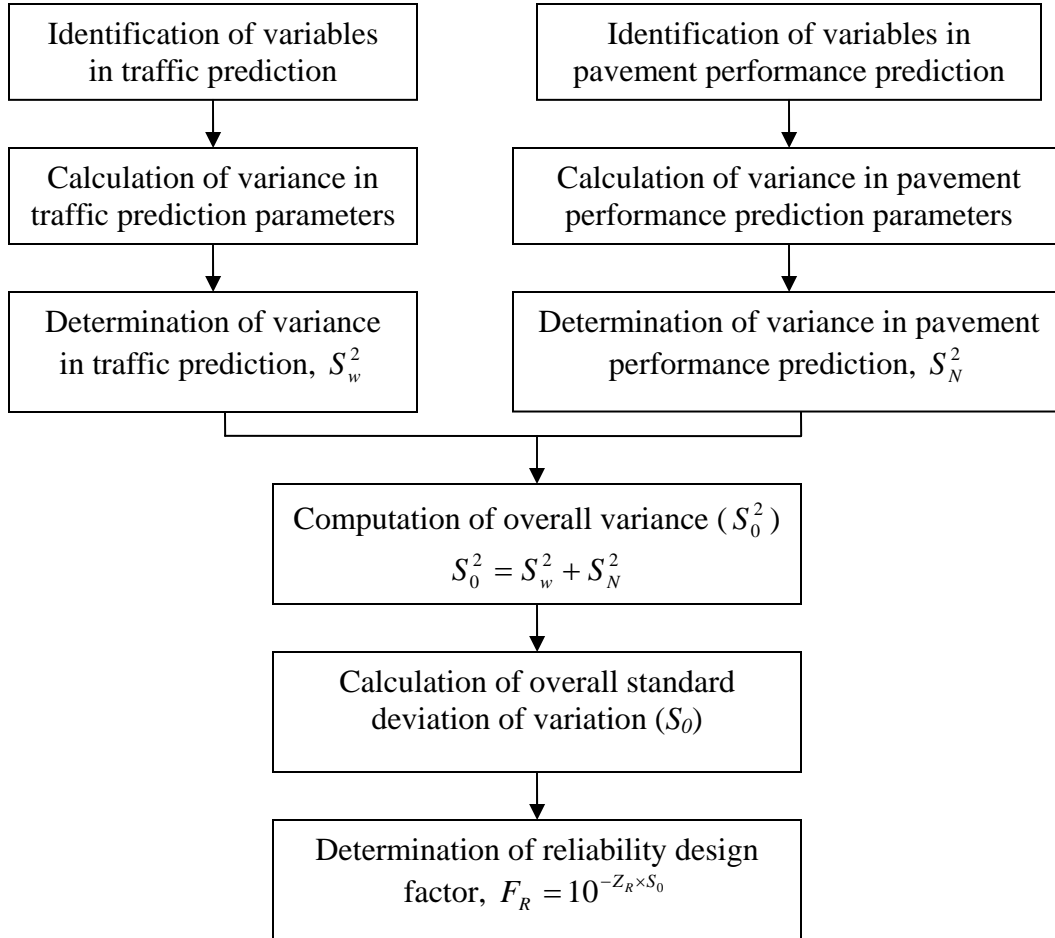 Identification of variables
in traffic prediction
Identification of variables in
pavement performance prediction
Calculation of variance in
traffic prediction parameters
Calculation of variance in pavement
performance prediction parameters
Determination of variance
in traffic prediction, $S_w^2$
Determination of variance in pavement
performance prediction, $S_N^2$
Computation of overall variance ($S_0^2$)
$S_0^2 = S_w^2 + S_N^2$
Calculation of overall standard
deviation of variation ($S_0$)
Determination of reliability design
factor, $F_R = 10^{-Z_R \times S_0}$